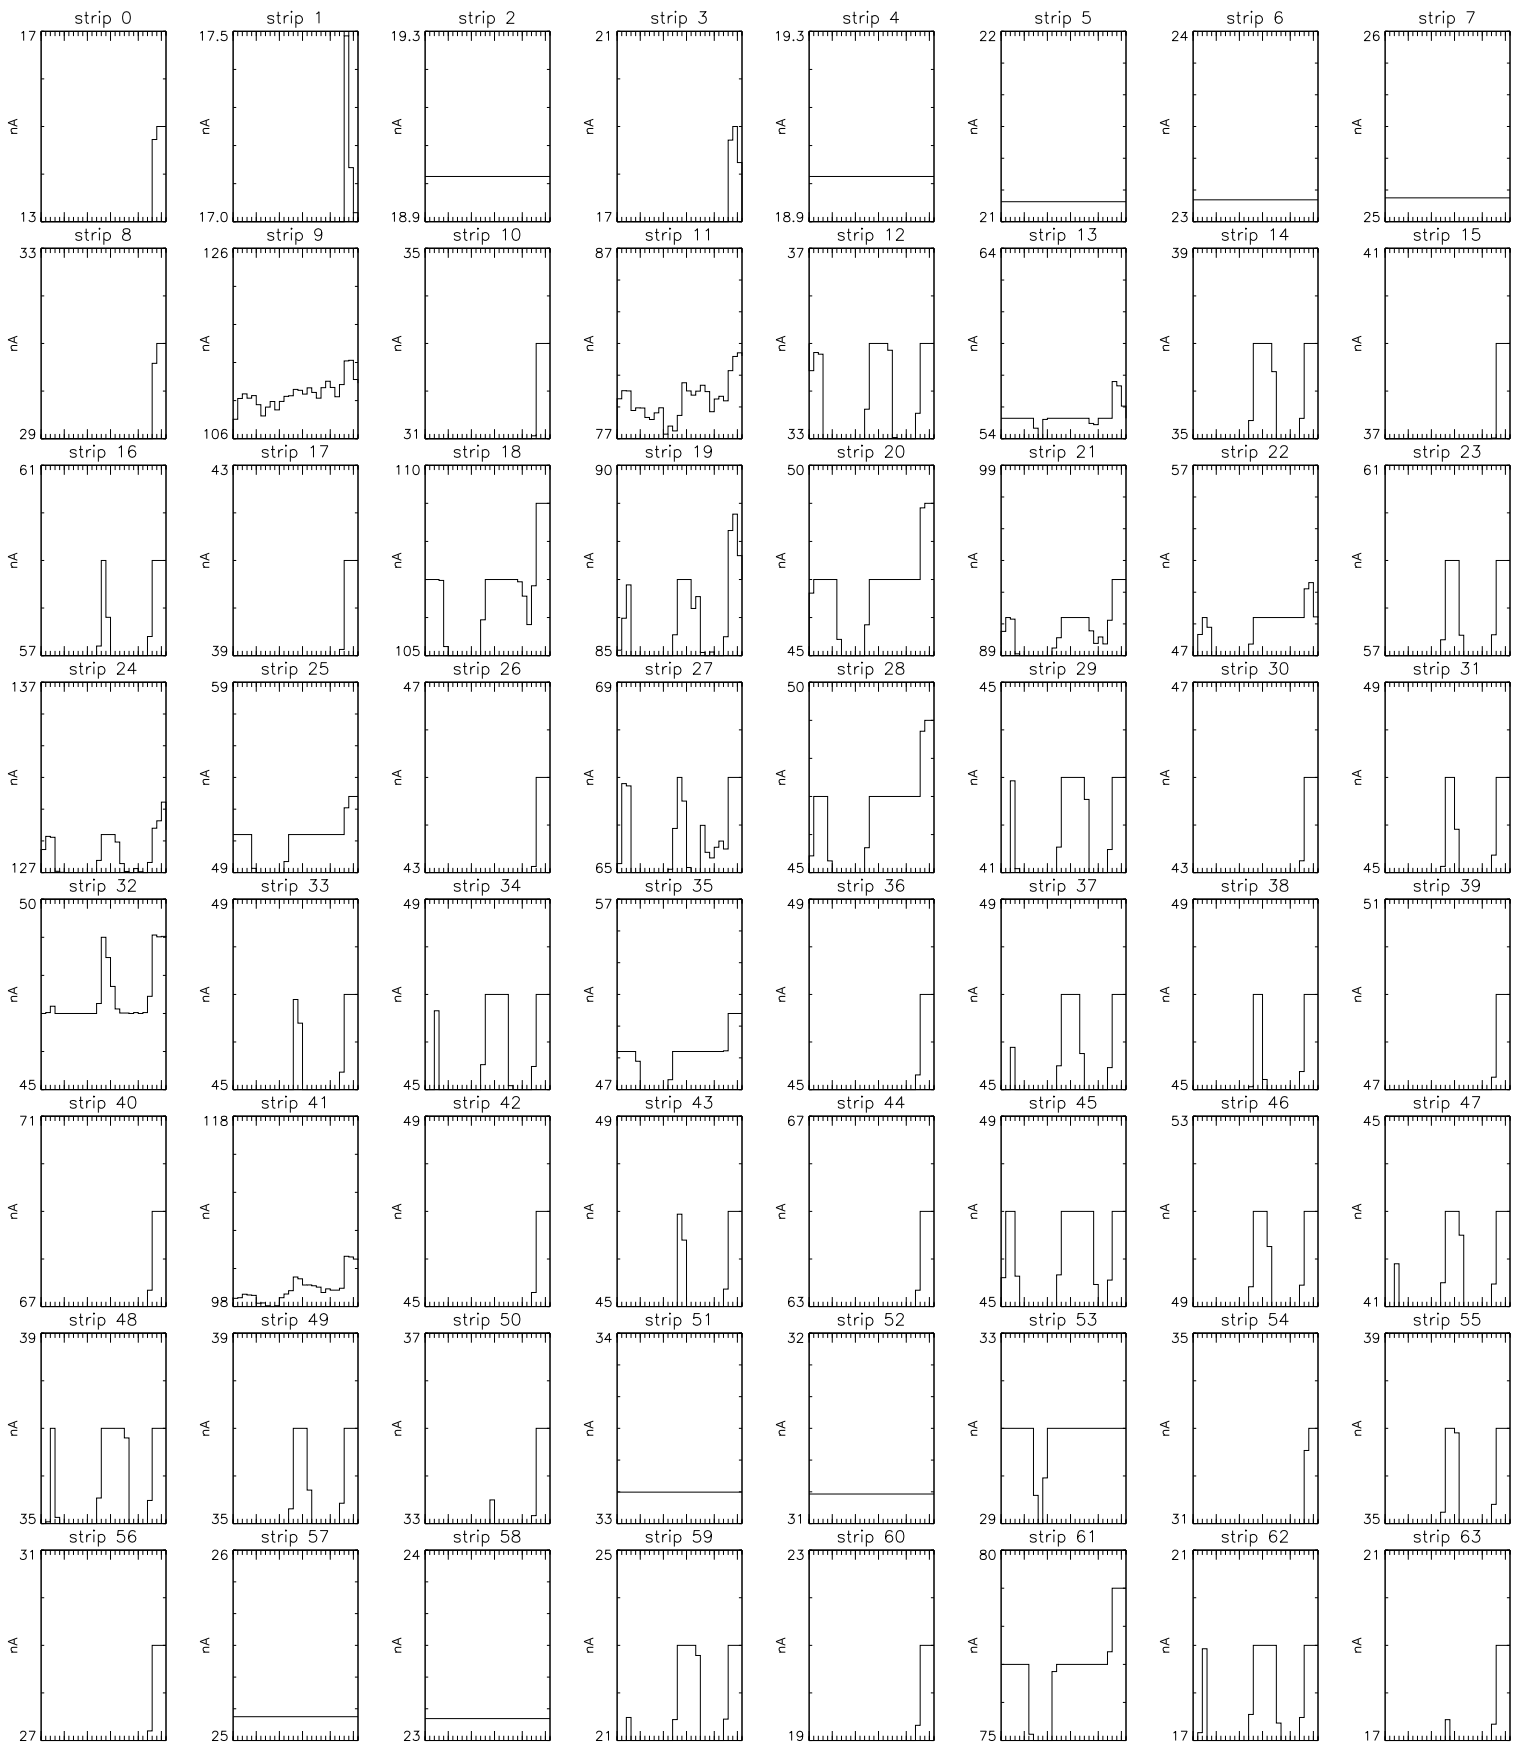 strip 0 strip 1 strip 2 strip 3 strip 4 strip 5 strip 6 strip 7
17 17.5 19.3 21 19.3 22 24 26
nA nA nA nA nA nA nA nA
13 17.0 18.9 17 18.9 21 23 25
strip 8 strip 9 strip 10 strip 11 strip 12 strip 13 strip 14 strip 15
33 126 35 87 37 64 39 41
nA nA nA nA nA nA nA nA
29 106 31 77 33 54 35 37
strip 16 strip 17 strip 18 strip 19 strip 20 strip 21 strip 22 strip 23
61 43 110 90 50 99 57 61
nA nA nA nA nA nA nA nA
57 39 105 85 45 89 47 57
strip 24 strip 25 strip 26 strip 27 strip 28 strip 29 strip 30 strip 31
137 59 47 69 50 45 47 49
nA nA nA nA nA nA nA nA
127 49 43 65 45 41 43 45
strip 32 strip 33 strip 34 strip 35 strip 36 strip 37 strip 38 strip 39
50 49 49 57 49 49 49 51
nA nA nA nA nA nA nA nA
45 45 45 47 45 45 45 47
strip 40 strip 41 strip 42 strip 43 strip 44 strip 45 strip 46 strip 47
71 118 49 49 67 49 53 45
nA nA nA nA nA nA nA nA
67 98 45 45 63 45 49 41
strip 48 strip 49 strip 50 strip 51 strip 52 strip 53 strip 54 strip 55
39 39 37 34 32 33 35 39
nA nA nA nA nA nA nA nA
35 35 33 33 31 29 31 35
strip 56 strip 57 strip 58 strip 59 strip 60 strip 61 strip 62 strip 63
31 26 24 25 23 80 21 21
nA nA nA nA nA nA nA nA
27 25 23 21 19 75 17 17